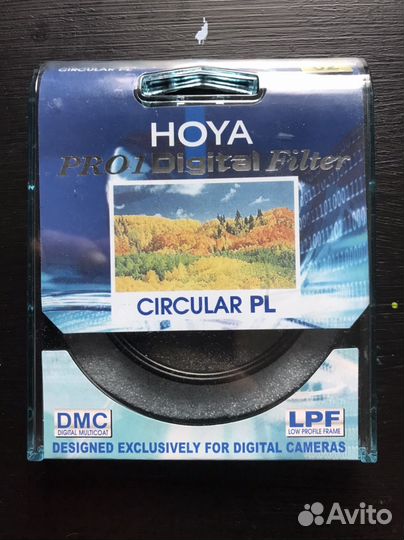 CIRCULAR PL
HOYA
PRO1 Digital Filter
CIRCULAR PL
DMC
DIGITAL MULTICOAT
LPF
LOW PROFILE FRAME
DESIGNED EXCLUSIVELY FOR DIGITAL CAMERAS
Avito